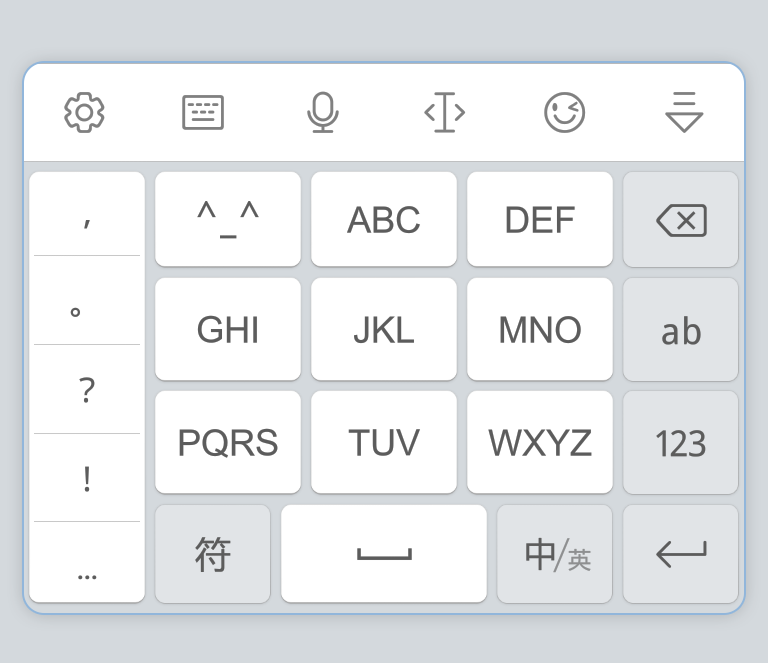 , ^_^ ABC DEF
。 GHI JKL MNO ab
? PQRS TUV WXYZ 123
!
... 符 中/英